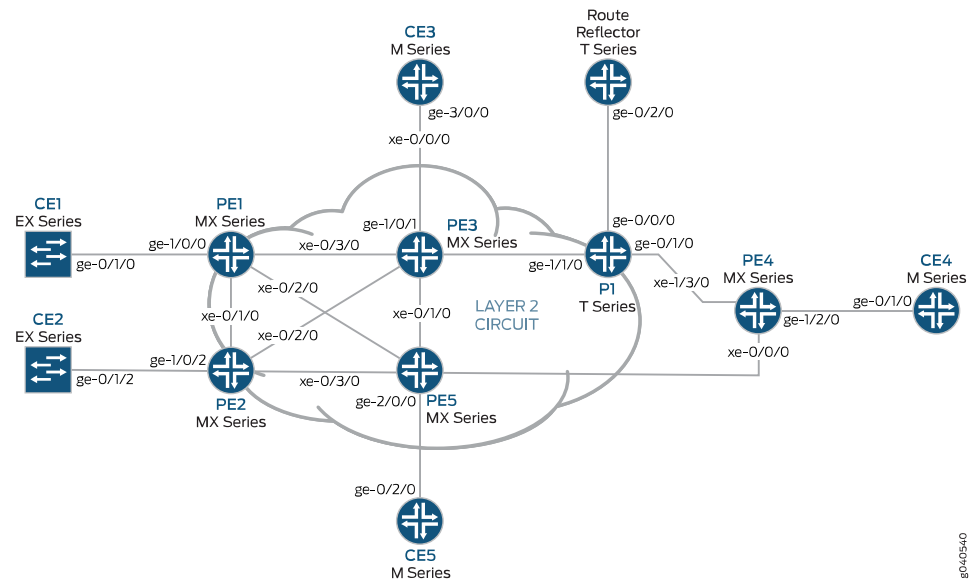 CE3
M Series
Route
Reflector
T Series
ge-3/0/0
ge-0/2/0
xe-0/0/0
CE1
EX Series
PE1
MX Series
ge-1/0/0
ge-0/1/0
xe-0/3/0
ge-1/0/1
PE3
MX Series
ge-0/0/0
ge-0/1/0
ge-1/1/0
P1
T Series
xe-1/3/0
PE4
MX Series
CE4
M Series
ge-0/1/0
ge-1/2/0
xe-0/0/0
xe-0/2/0
xe-0/1/0
xe-0/2/0
xe-0/1/0
LAYER 2
CIRCUIT
CE2
EX Series
ge-1/0/2
ge-0/1/2
xe-0/3/0
PE2
MX Series
ge-2/0/0
PE5
MX Series
ge-0/2/0
CE5
M Series
g040540